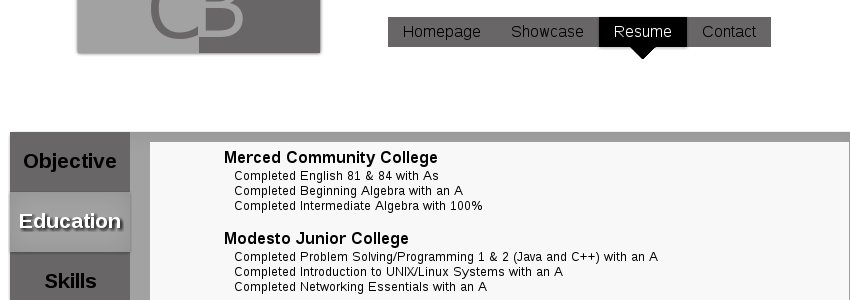 CB
Homepage Showcase Resume Contact
Objective
Education
Skills
Merced Community College
Completed English 81 & 84 with As
Completed Beginning Algebra with an A
Completed Intermediate Algebra with 100%
Modesto Junior College
Completed Problem Solving/Programming 1 & 2 (Java and C++) with an A
Completed Introduction to UNIX/Linux Systems with an A
Completed Networking Essentials with an A